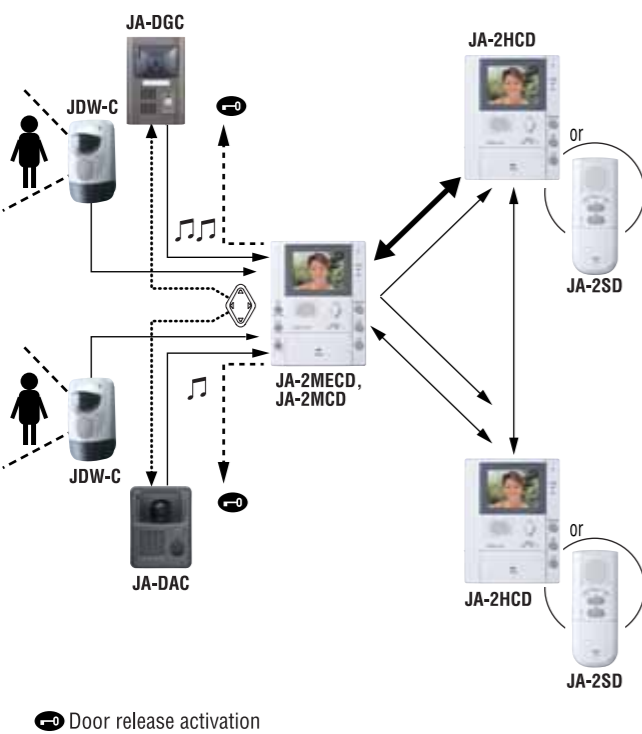 JA-DGC
JA-2HCD
JDW-C
or
JA-2SD
JA-2MECD,
JA-2MCD
JDW-C
JA-DAC
or
JA-2HCD
JA-2SD
Door release activation